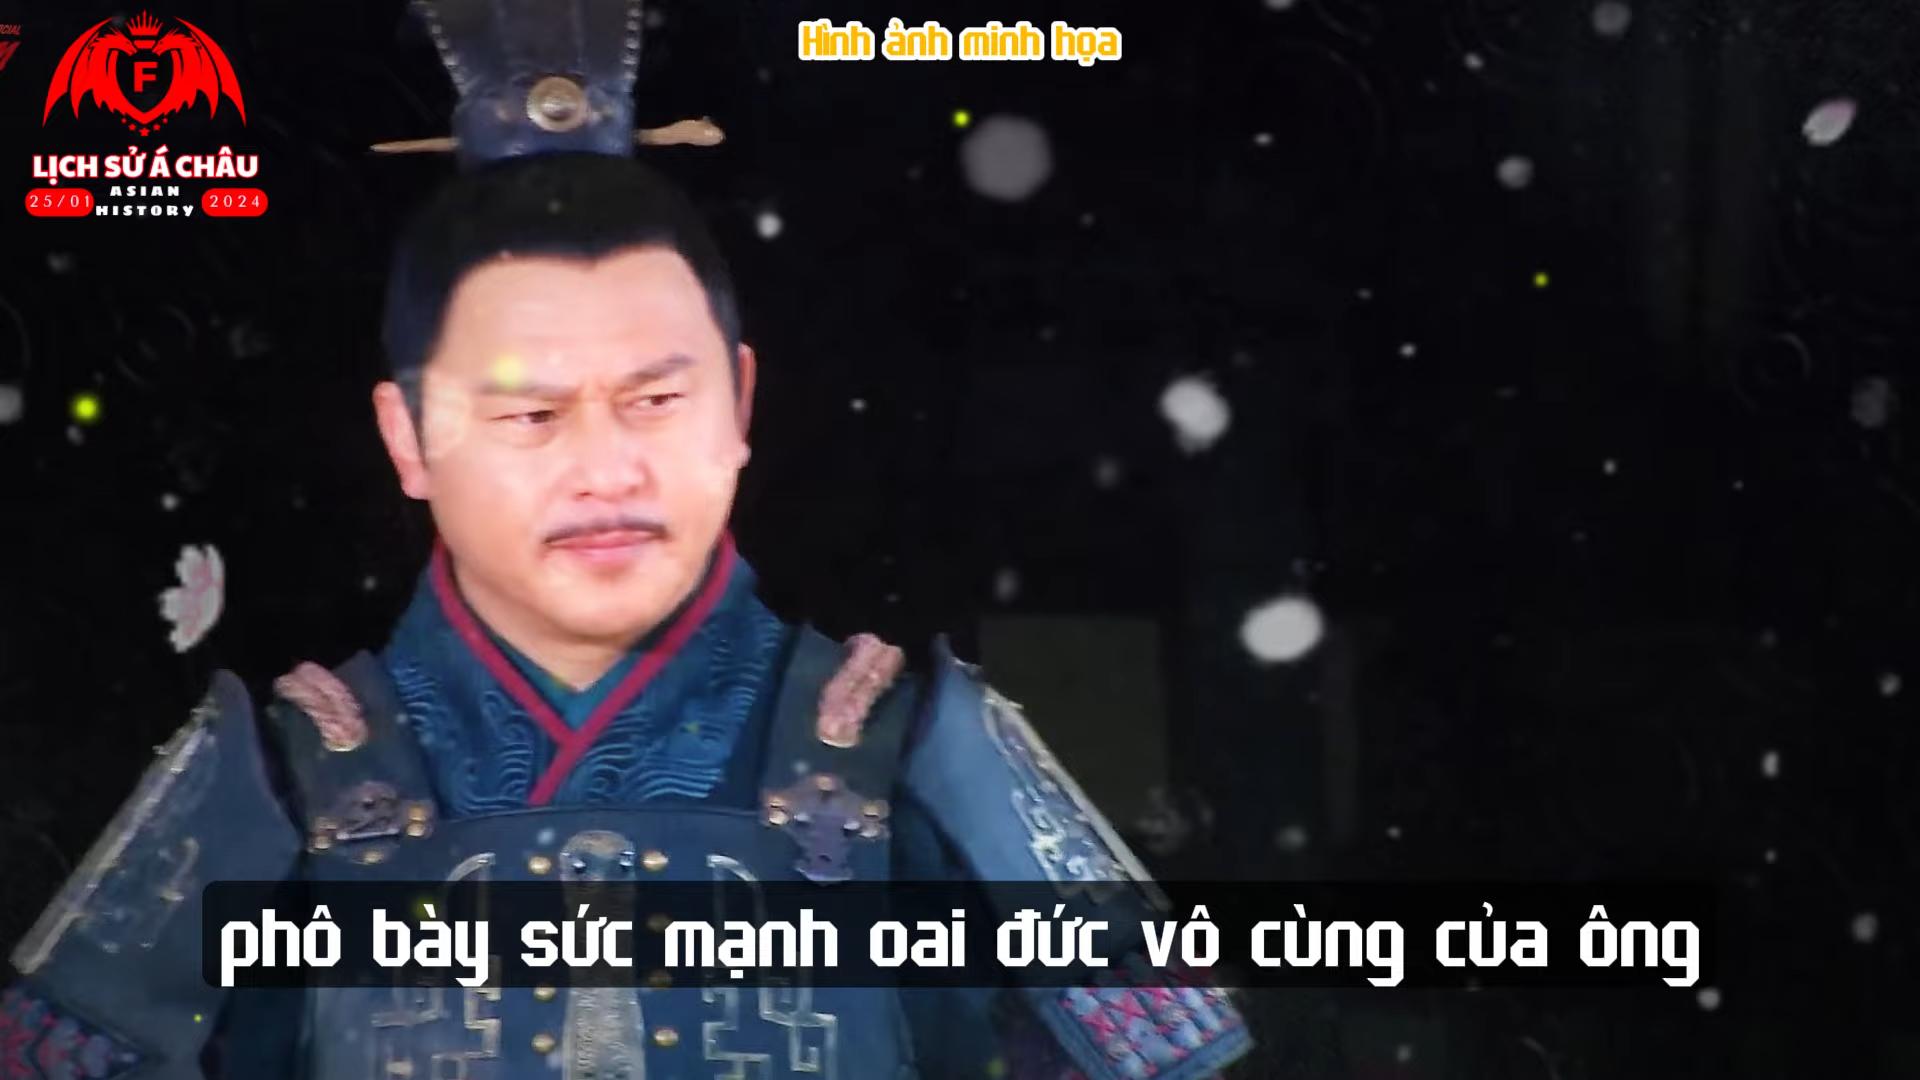 Hình ảnh minh họa
F
LỊCH SỬ Á CHÂU
ASIAN
25/01 HISTORY 2024
phô bày sức mạnh oai đức vô cùng của ông